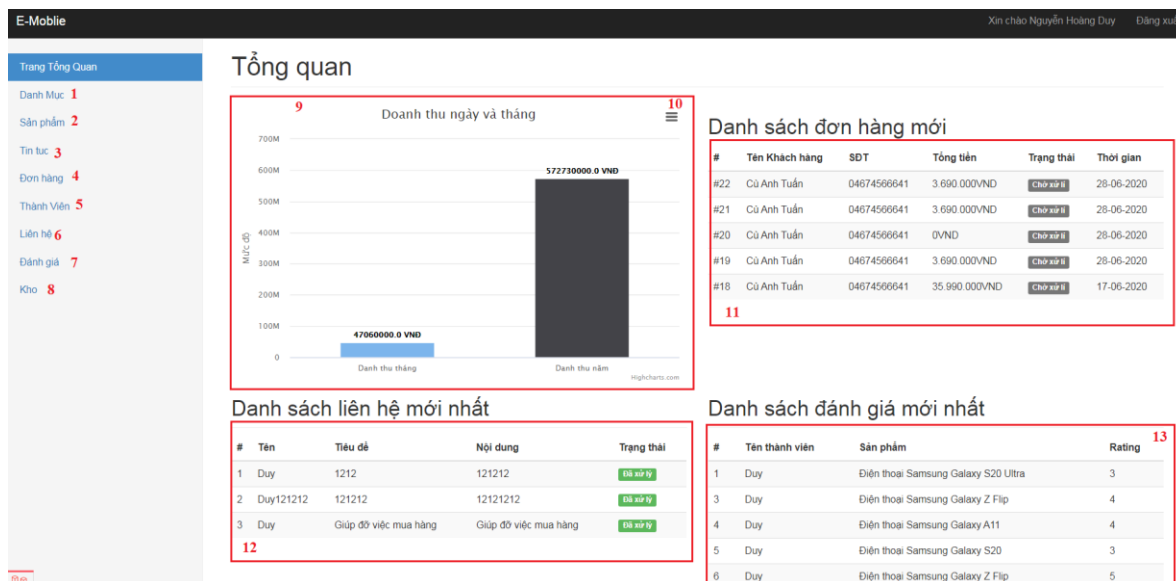 E-Moblie
Xin chào Nguyễn Hoàng Duy Đăng xuấ
Trang Tổng Quan
Danh Mục 1
Sản phẩm 2
Tin tuc 3
Đơn hàng 4
Thành Viên 5
Liên hệ 6
Đánh giá 7
Kho 8
Tổng quan
9
10
Doanh thu ngày và tháng
700M
600M
500M
400M
300M
200M
100M
0
Mức độ
47060000.0 VNĐ
572730000.0 VNĐ
Danh thu tháng
Danh thu năm
Highcharts.com
Danh sách đơn hàng mới
# Tên Khách hàng SĐT Tổng tiền Trạng thái Thời gian
#22 Cù Anh Tuấn 04674566641 3.690.000VND Chờ xử lí 28-06-2020
#21 Cù Anh Tuấn 04674566641 3.690.000VND Chờ xử lí 28-06-2020
#20 Cù Anh Tuấn 04674566641 0VND Chờ xử lí 28-06-2020
#19 Cù Anh Tuấn 04674566641 3.690.000VND Chờ xử lí 28-06-2020
#18 Cù Anh Tuấn 04674566641 35.990.000VND Chờ xử lí 17-06-2020
11
Danh sách liên hệ mới nhất
# Tên Tiêu đề Nội dung Trạng thái
1 Duy 1212 121212 Đã xử lý
2 Duy121212 121212 12121212 Đã xử lý
3 Duy Giúp đỡ việc mua hàng Giúp đỡ việc mua hàng Đã xử lý
12
Danh sách đánh giá mới nhất
13
# Tên thành viên Sản phẩm Rating
1 Duy Điện thoại Samsung Galaxy S20 Ultra 3
3 Duy Điện thoại Samsung Galaxy Z Flip 4
4 Duy Điện thoại Samsung Galaxy A11 4
5 Duy Điện thoại Samsung Galaxy S20 3
6 Duy Điện thoại Samsung Galaxy Z Flip 5